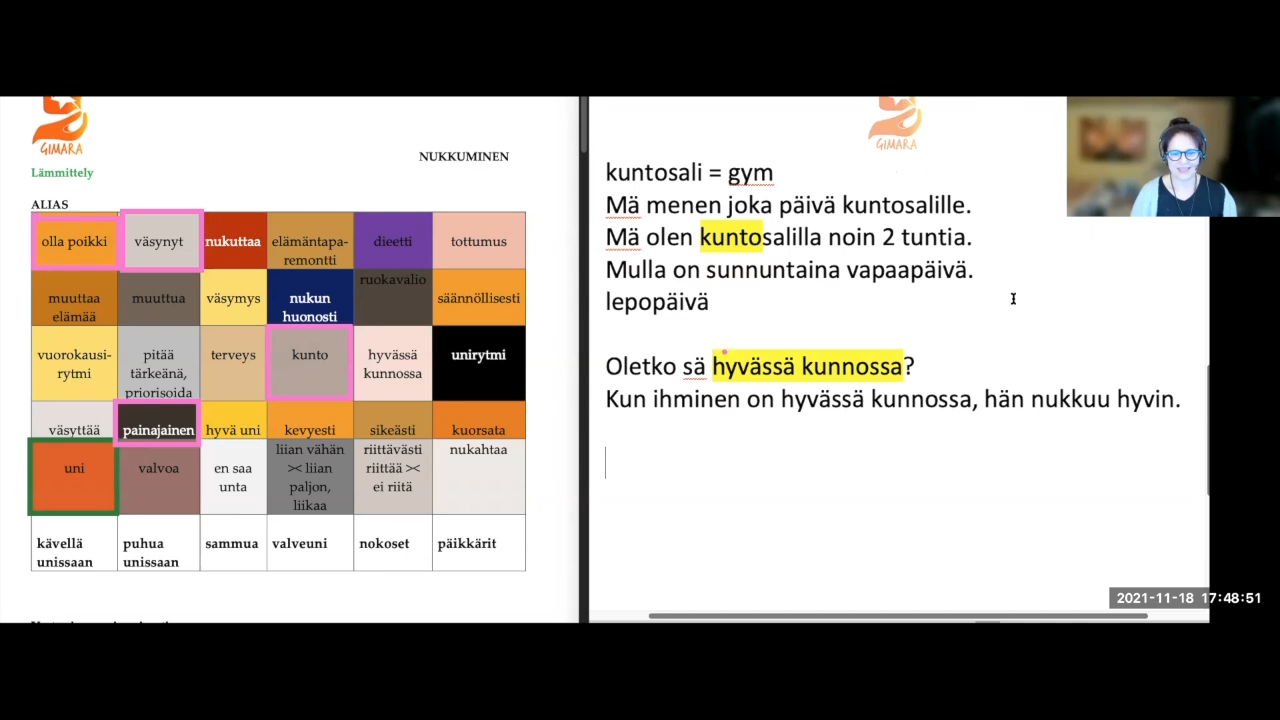 GIMARA
NUKKUMINEN
Lämmittely
ALIAS
olla poikki
väsynyt
nukuttaa
elämäntapa-
remontti
dieetti
tottumus
muuttaa
elämää
muuttua
väsymys
nukun
huonosti
ruokavalio
säännöllisesti
vuorokausi-
rytmi
pitää
tärkeänä,
priorisoida
terveys
kunto
hyvässä
kunnossa
unirytmi
väsyttää
painajainen
hyvä uni
kevyesti
sikeästi
kuorsata
uni
valvoa
en saa
unta
liian vähän
>< liian
paljon,
liikaa
riittävästi
riittää ><
ei riitä
nukahtaa
kävellä
unissaan
puhua
unissaan
sammua
valveuni
nokoset
päikkärit
GIMARA
kuntosali = gym
Mä menen joka päivä kuntosalille.
Mä olen kuntosalilla noin 2 tuntia.
Mulla on sunnuntaina vapaapäivä.
lepopäivä
Oletko sä hyvässä kunnossa?
Kun ihminen on hyvässä kunnossa, hän nukkuu hyvin.
2021-11-18 17:48:51